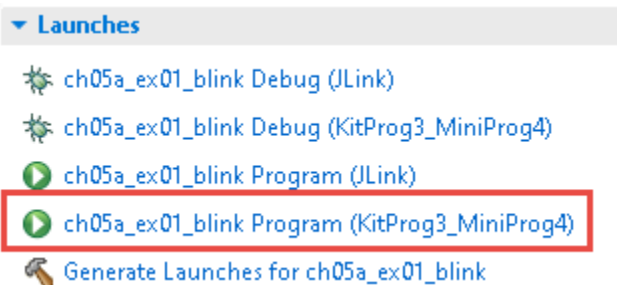 Launches
ch05a_ex01_blink Debug (JLink)
ch05a_ex01_blink Debug (KitProg3_MiniProg4)
ch05a_ex01_blink Program (JLink)
ch05a_ex01_blink Program (KitProg3_MiniProg4)
Generate Launches for ch05a_ex01_blink